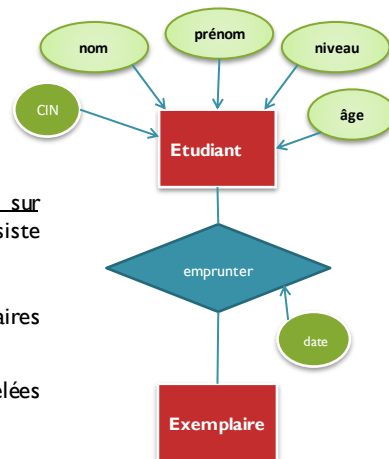 prénom
nom
niveau
CIN
âge
Etudiant
sur
siste
emprunter
aires
date
elées
Exemplaire